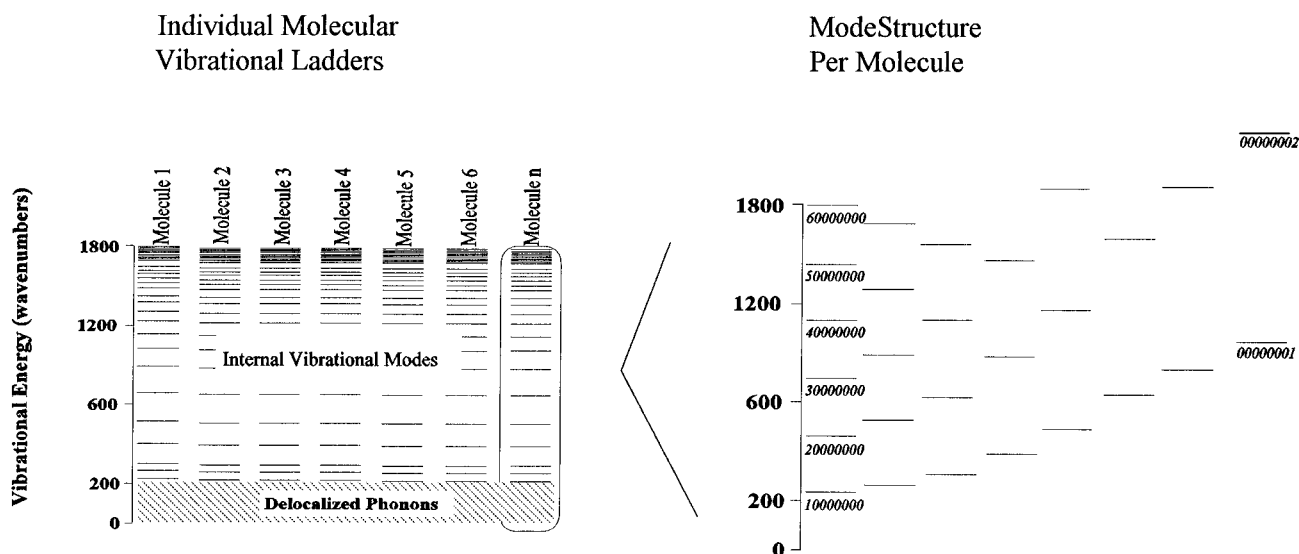 Individual Molecular
Vibrational Ladders
ModeStructure
Per Molecule
Vibrational Energy (wavenumbers)
Molecule 1
Molecule 2
Molecule 3
Molecule 4
Molecule 5
Molecule 6
Molecule n
1800
1200
600
200
0
Internal Vibrational Modes
Delocalized Phonons
1800
1200
600
200
0
60000000
50000000
40000000
30000000
20000000
10000000
00000002
00000001